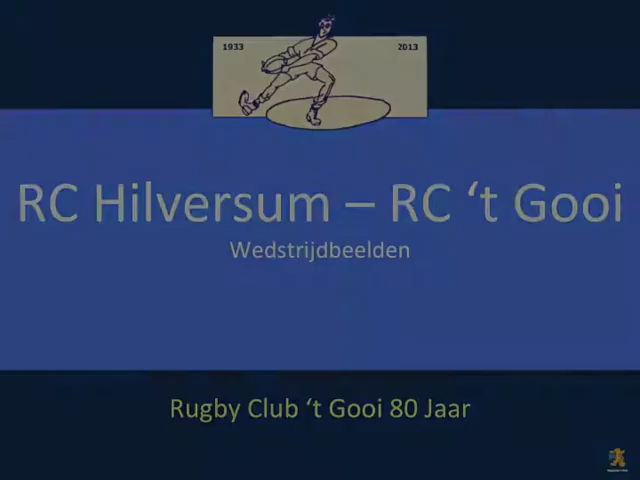 1933 2013
RC Hilversum – RC ‘t Gooi
Wedstrijdbeelden
Rugby Club ‘t Gooi 80 Jaar